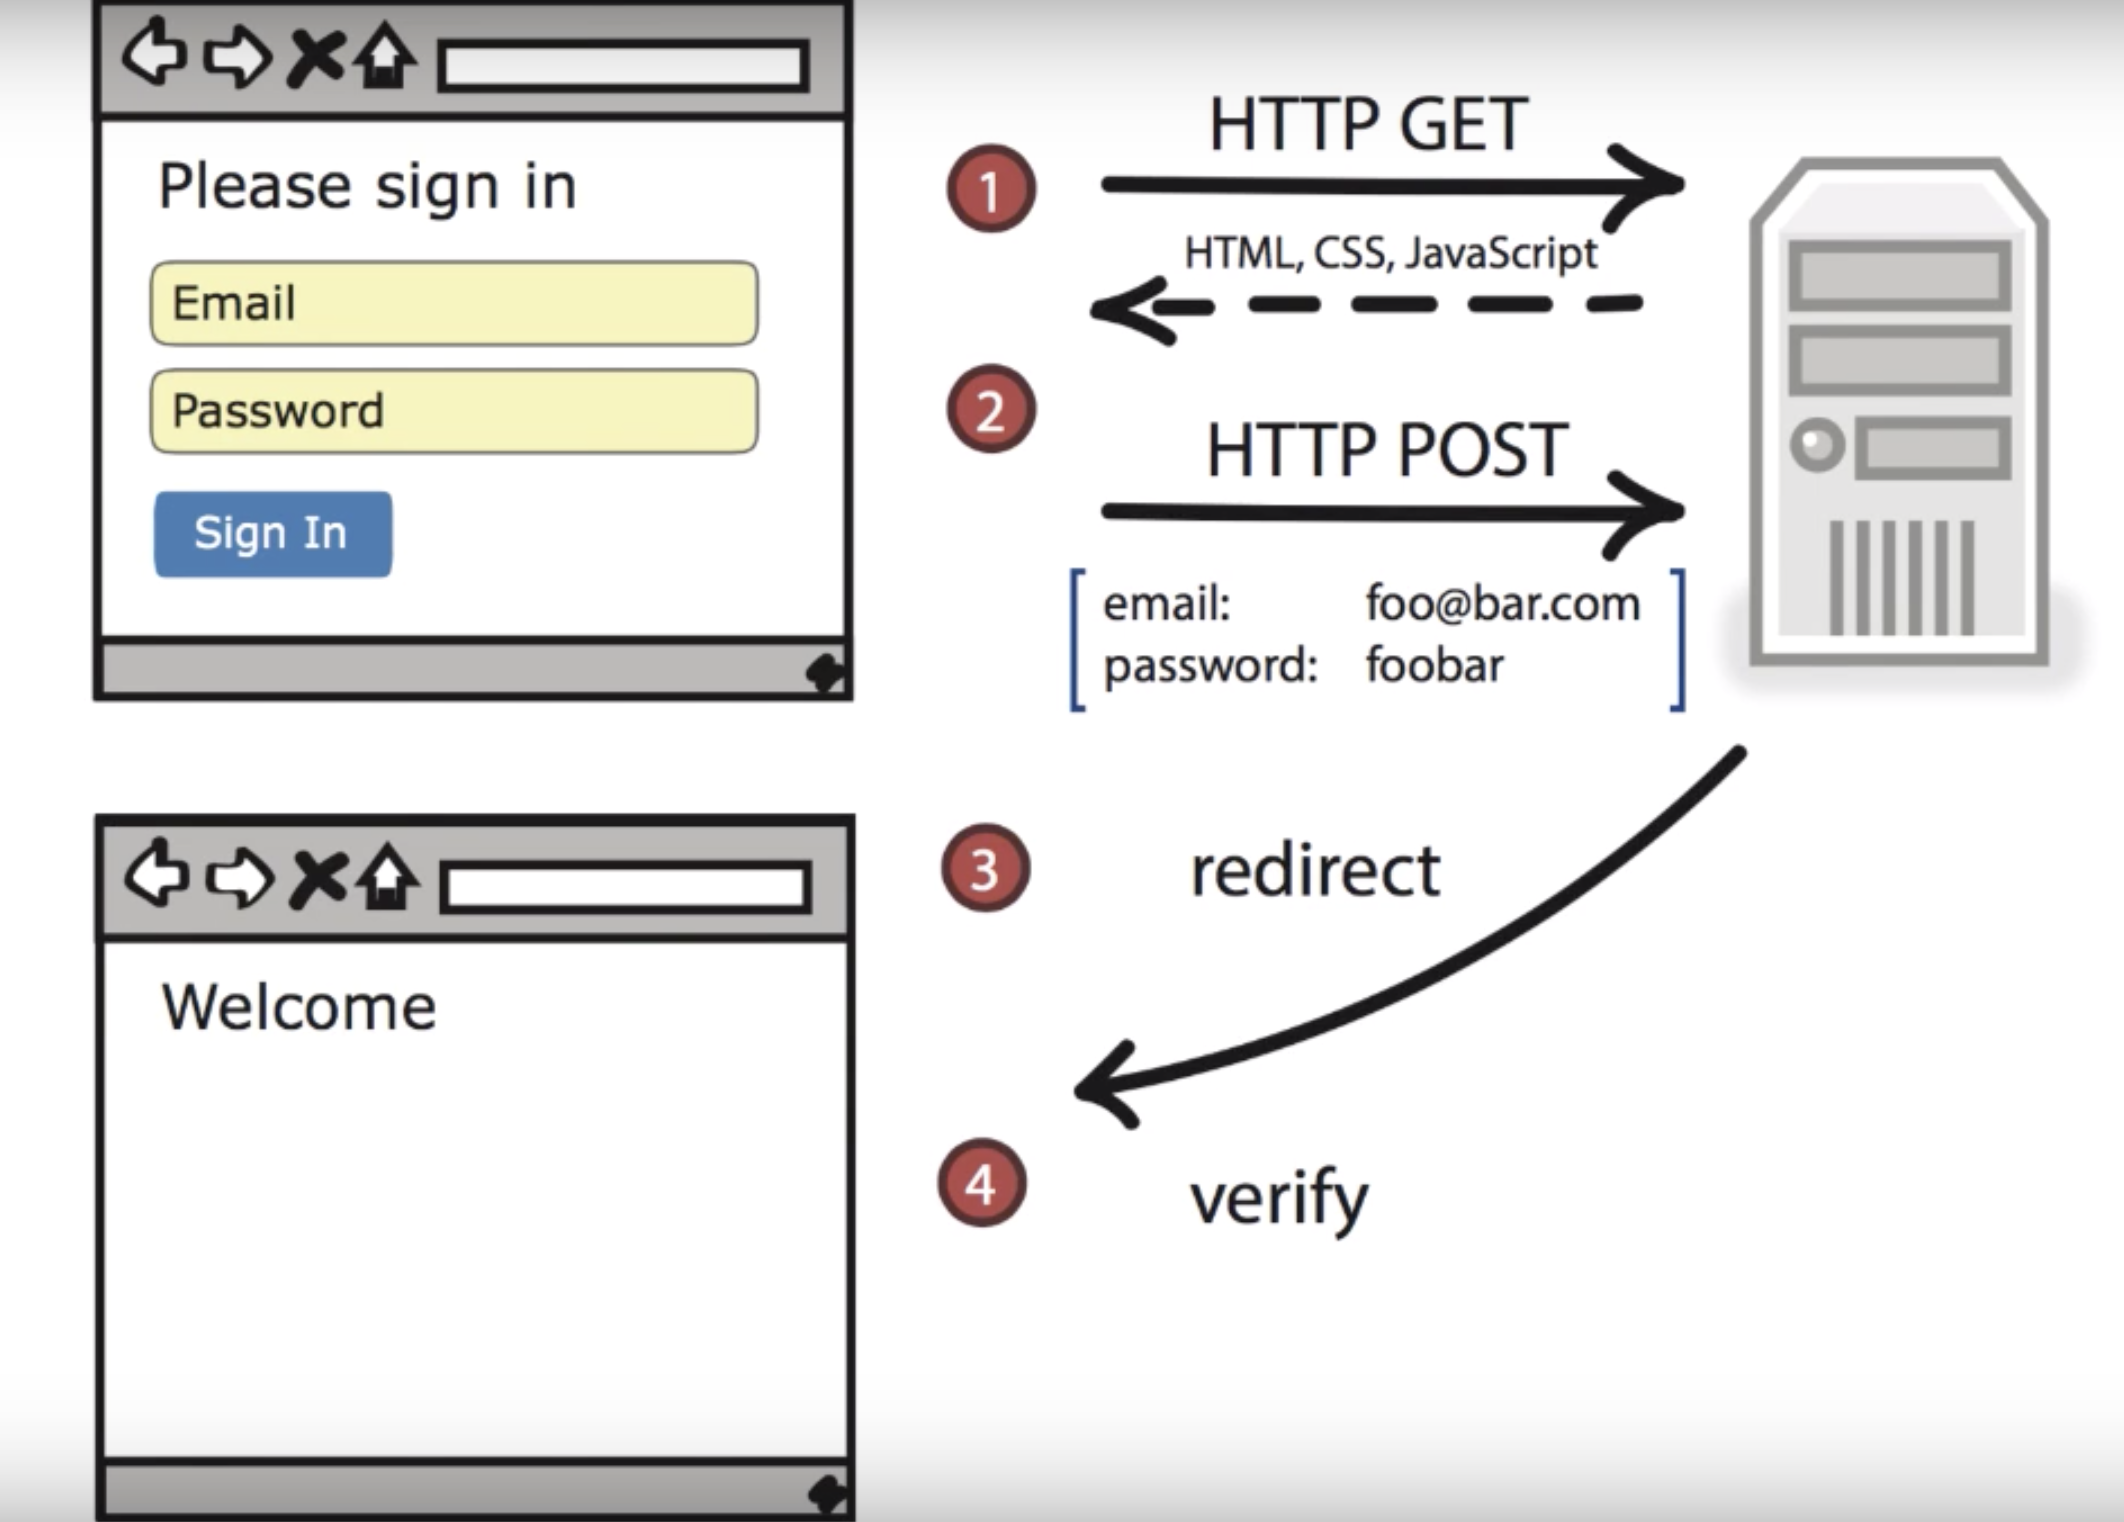 Please sign in
Email
Password
Sign In
1
HTTP GET
HTML, CSS, JavaScript
2
HTTP POST
email: foo@bar.com
password: foobar
3
redirect
Welcome
4
verify